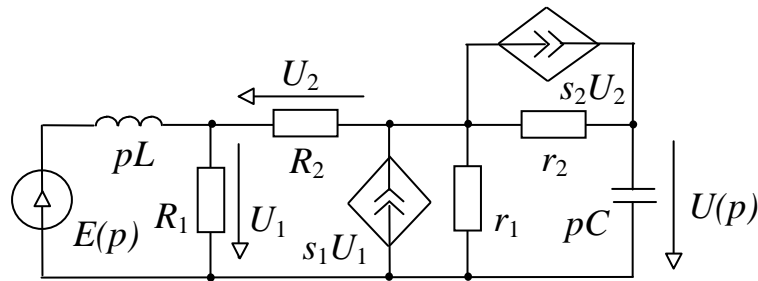 s₂U₂
U₂
pL
R₂
r₂
E(p)
R₁
U₁
s₁U₁
r₁
pC
U(p)